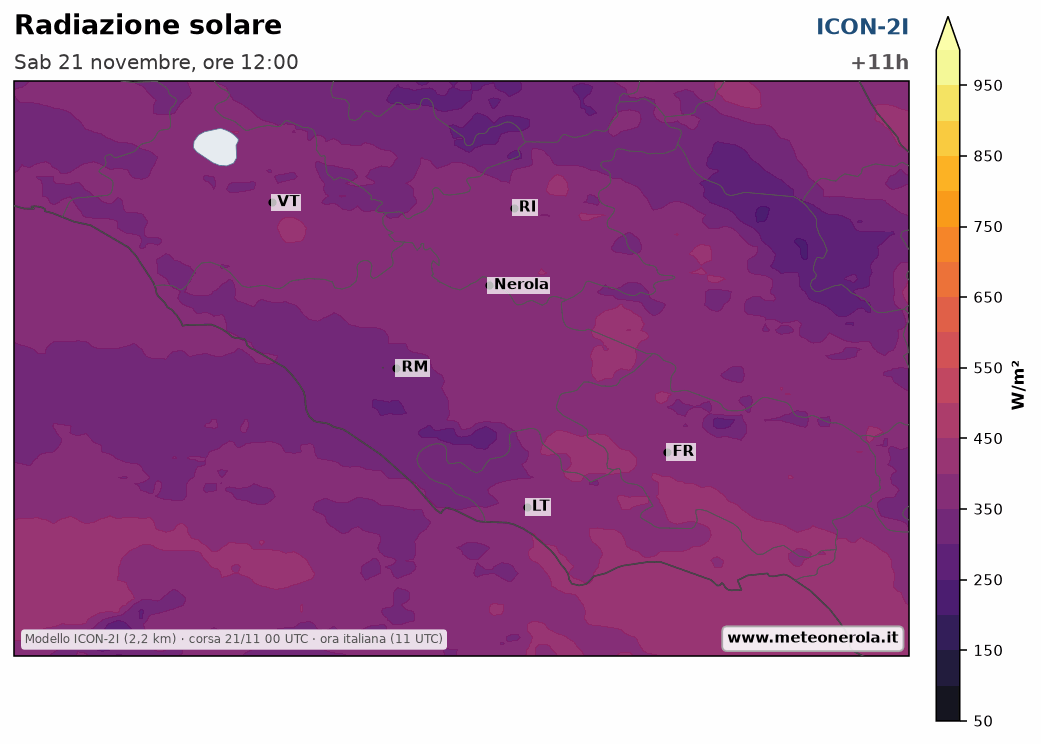 Radiazione solare
ICON-2I
Sab 21 novembre, ore 12:00
+11h
950
850
750
650
550
450
350
250
150
50
W/m²
VT
RI
Nerola
RM
FR
LT
Modello ICON-2I (2,2 km) · corsa 21/11 00 UTC · ora italiana (11 UTC)
www.meteonerola.it